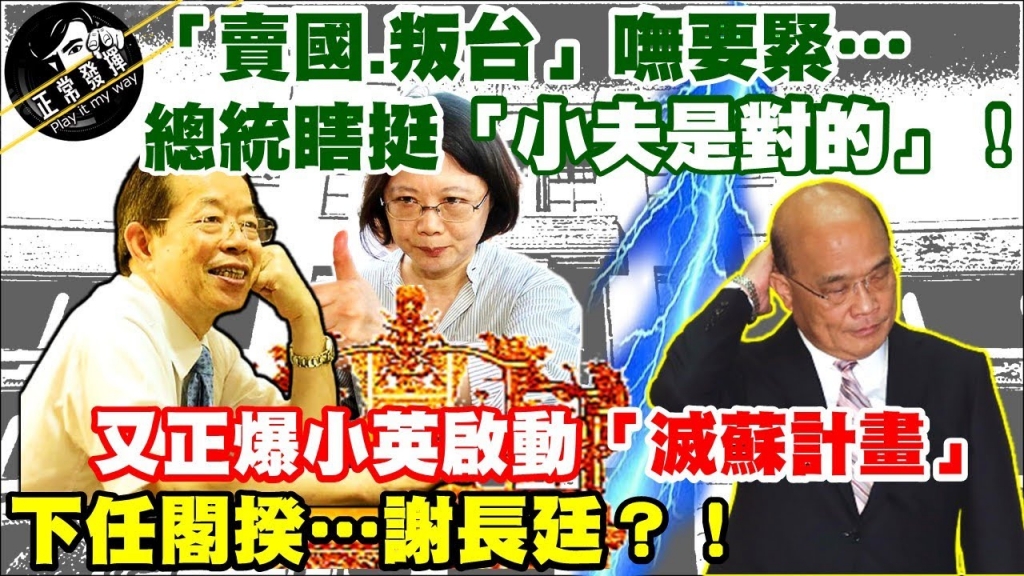 正常發揮
Play it my way
「賣國.叛台」嘸要緊…
總統瞎挺「小夫是對的」！
又正爆小英啟動「滅蘇計畫」
下任閣揆…謝長廷？！